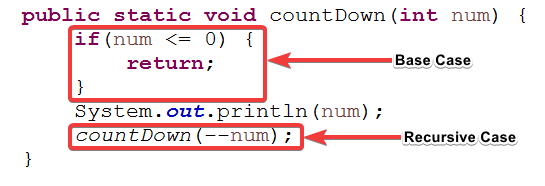 public static void countDown(int num) {
if(num <= 0) {
return; Base Case
}
System.out.println(num);
countDown(--num); Recursive Case
}